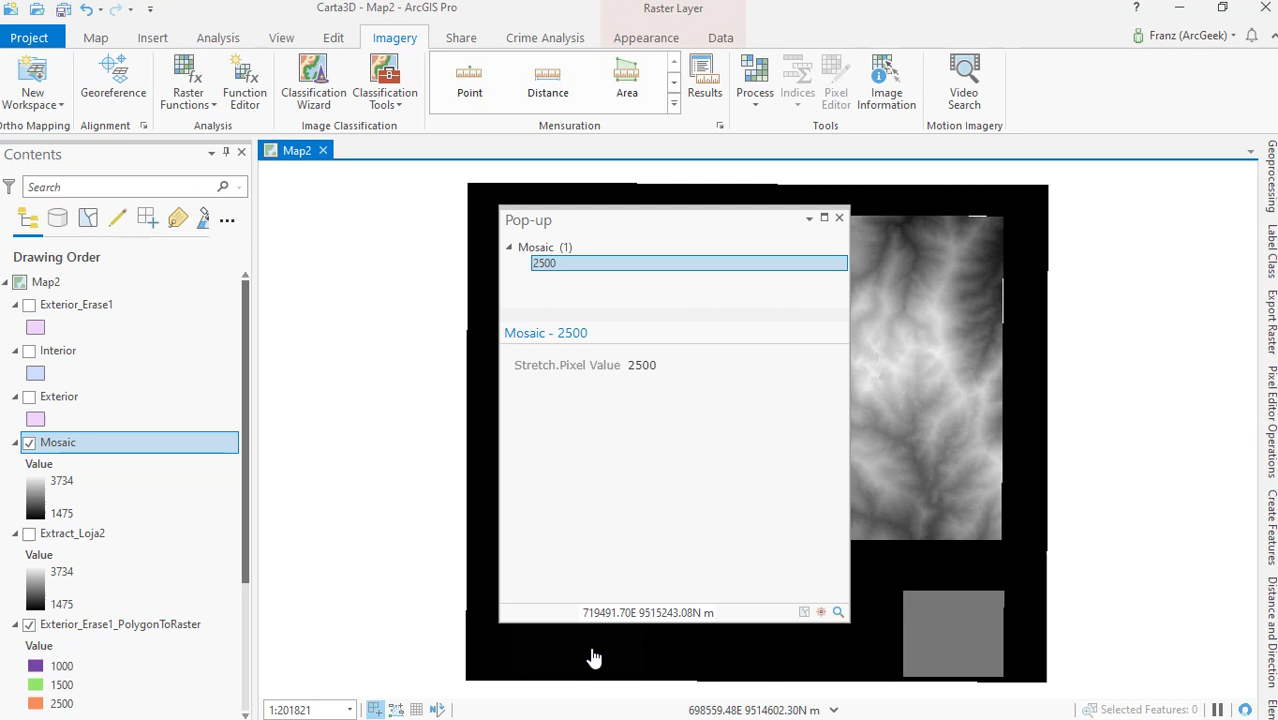 Carta3D - Map2 - ArcGIS Pro
Raster Layer
?
Project
Map
Insert
Analysis
View
Edit
Imagery
Share
Crime Analysis
Appearance
Data
Franz (ArcGeek)
New Workspace
Georeference
Raster Functions
Function Editor
Classification Wizard
Classification Tools
Point
Distance
Area
Results
Process
Indices
Pixel Editor
Image Information
Video Search
Ortho Mapping
Alignment
Analysis
Image Classification
Mensuration
Tools
Motion Imagery
Contents
Search
Drawing Order
Map2
Exterior_Erase1
Interior
Exterior
Mosaic
Value
3734
1475
Extract_Loja2
Value
3734
1475
Exterior_Erase1_PolygonToRaster
Value
1000
1500
2500
Map2
Pop-up
Mosaic (1)
2500
Mosaic - 2500
Stretch.Pixel Value 2500
719491.70E 9515243.08N m
1:201821
698559.48E 9514602.30N m
Selected Features: 0
Geoprocessing
Label Class
Export Raster
Pixel Editor Operations
Create Features
Distance and Direction